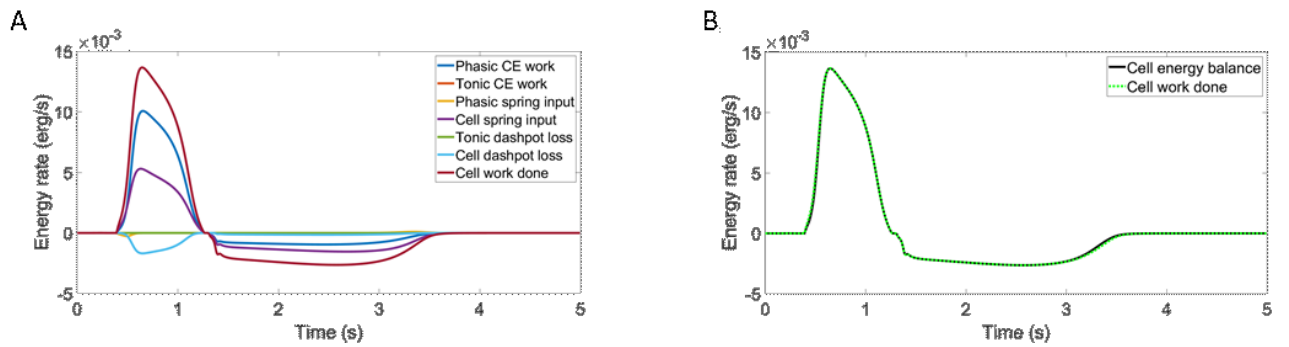 A
×10⁻³
15
10
5
0
-5
Energy rate (erg/s)
0 1 2 3 4 5
Time (s)
Phasic CE work
Tonic CE work
Phasic spring input
Cell spring input
Tonic dashpot loss
Cell dashpot loss
Cell work done
B
×10⁻³
15
10
5
0
-5
Energy rate (erg/s)
0 1 2 3 4 5
Time (s)
Cell energy balance
Cell work done